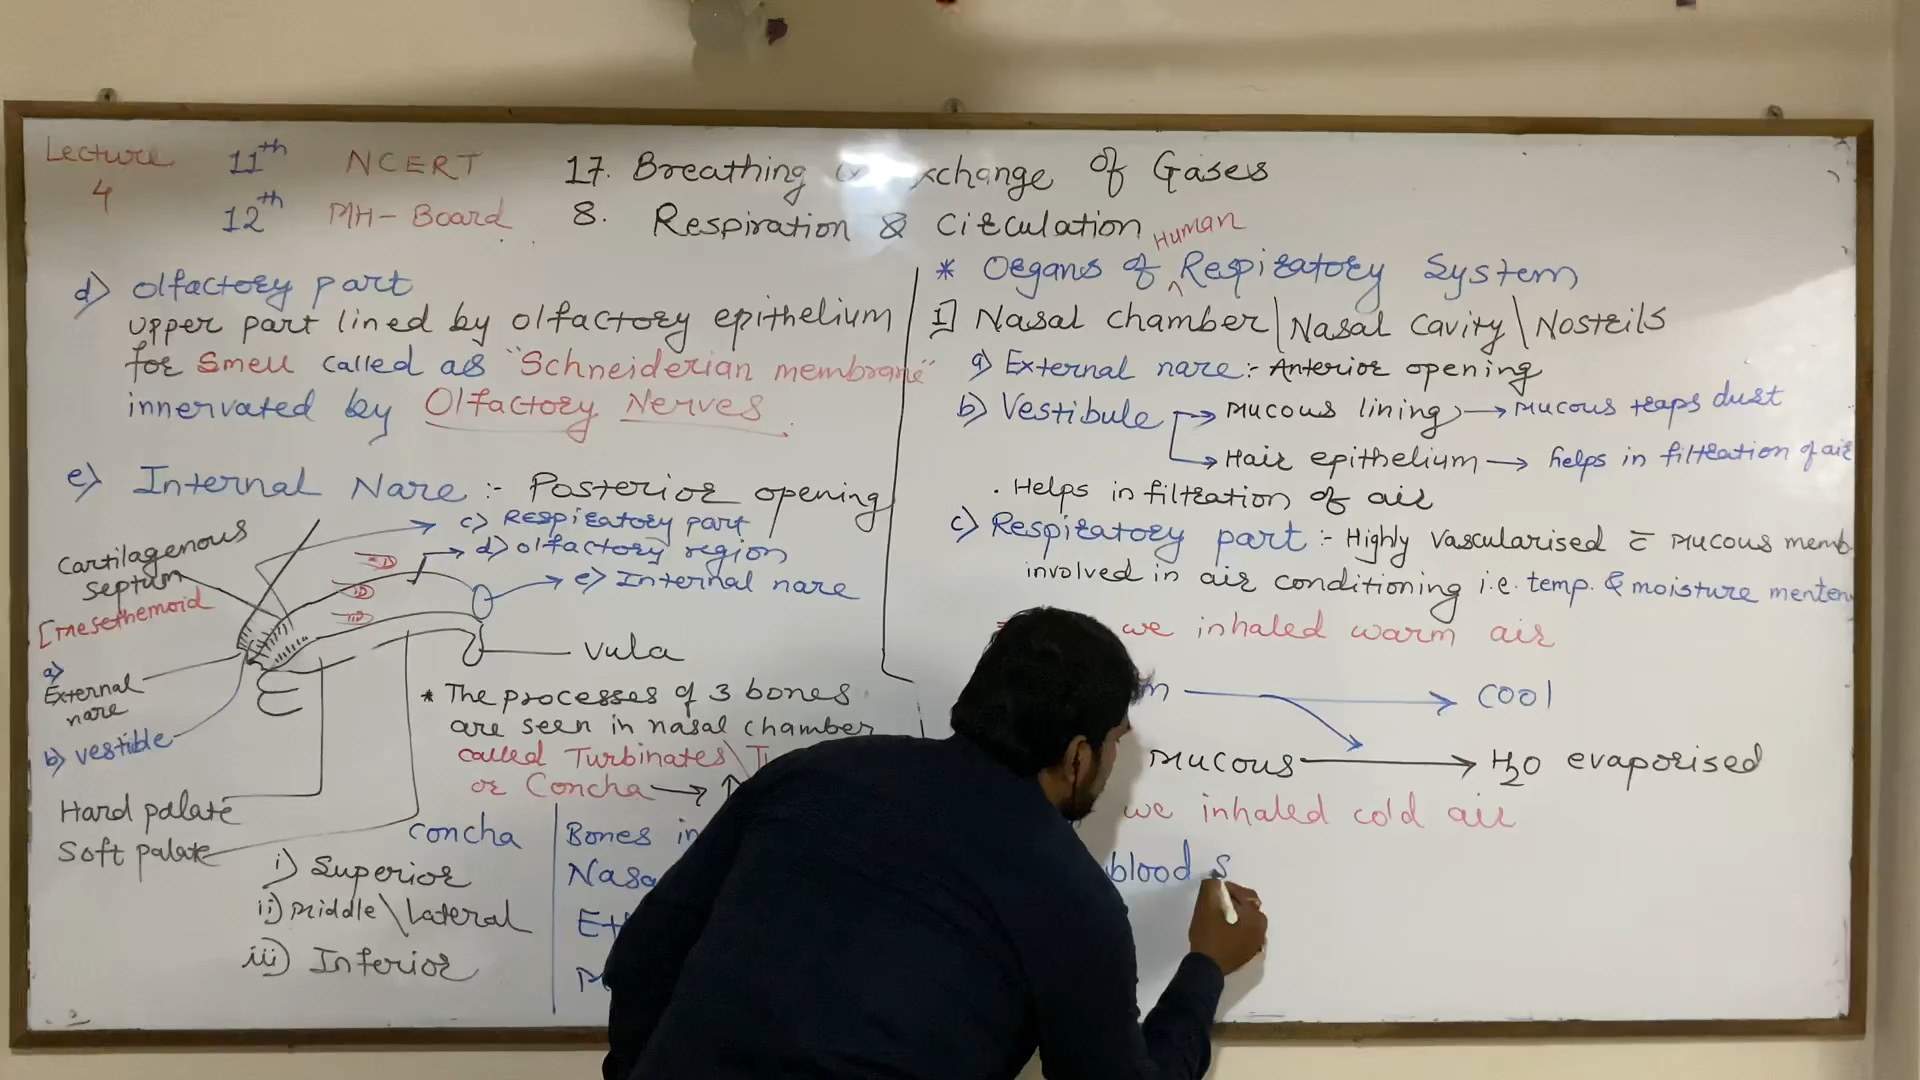 Lecture 4
11th NCERT 17. Breathing & xchange of Gases
12th MH-Board 8. Respiration & Circulation
d) Olfactory part
upper part lined by olfactory epithelium
for smell called as "Schneiderian membrane"
innervated by Olfactory Nerves
e) Internal Nare :- Posterior opening
c) Respiratory part
d) olfactory region
e) Internal nare
Cartilagenous
septum
[mesethemoid
a)
External
nare
b) vestible
Hard palate
Soft palate
vula
* The processes of 3 bones
are seen in nasal chamber
called Turbinates \ T
or Concha → ↑
concha
i) Superior
ii) Middle \ lateral
iii) Inferior
Bones in
Nasa
Eth
* Organs of Human Respiratory System
I] Nasal chamber | Nasal Cavity \ Nostrils
a) External nare :- Anterior opening
b) Vestibule → Mucous lining → Mucous traps dust
→ Hair epithelium → helps in filtration of air
. Helps in filtration of air
c) Respiratory part :- Highly vascularised c̄ Mucous memb
involved in air conditioning i.e. temp. & moisture menten
we inhaled warm air
m → cool
Mucous → H2O evaporised
we inhaled cold air
blood s